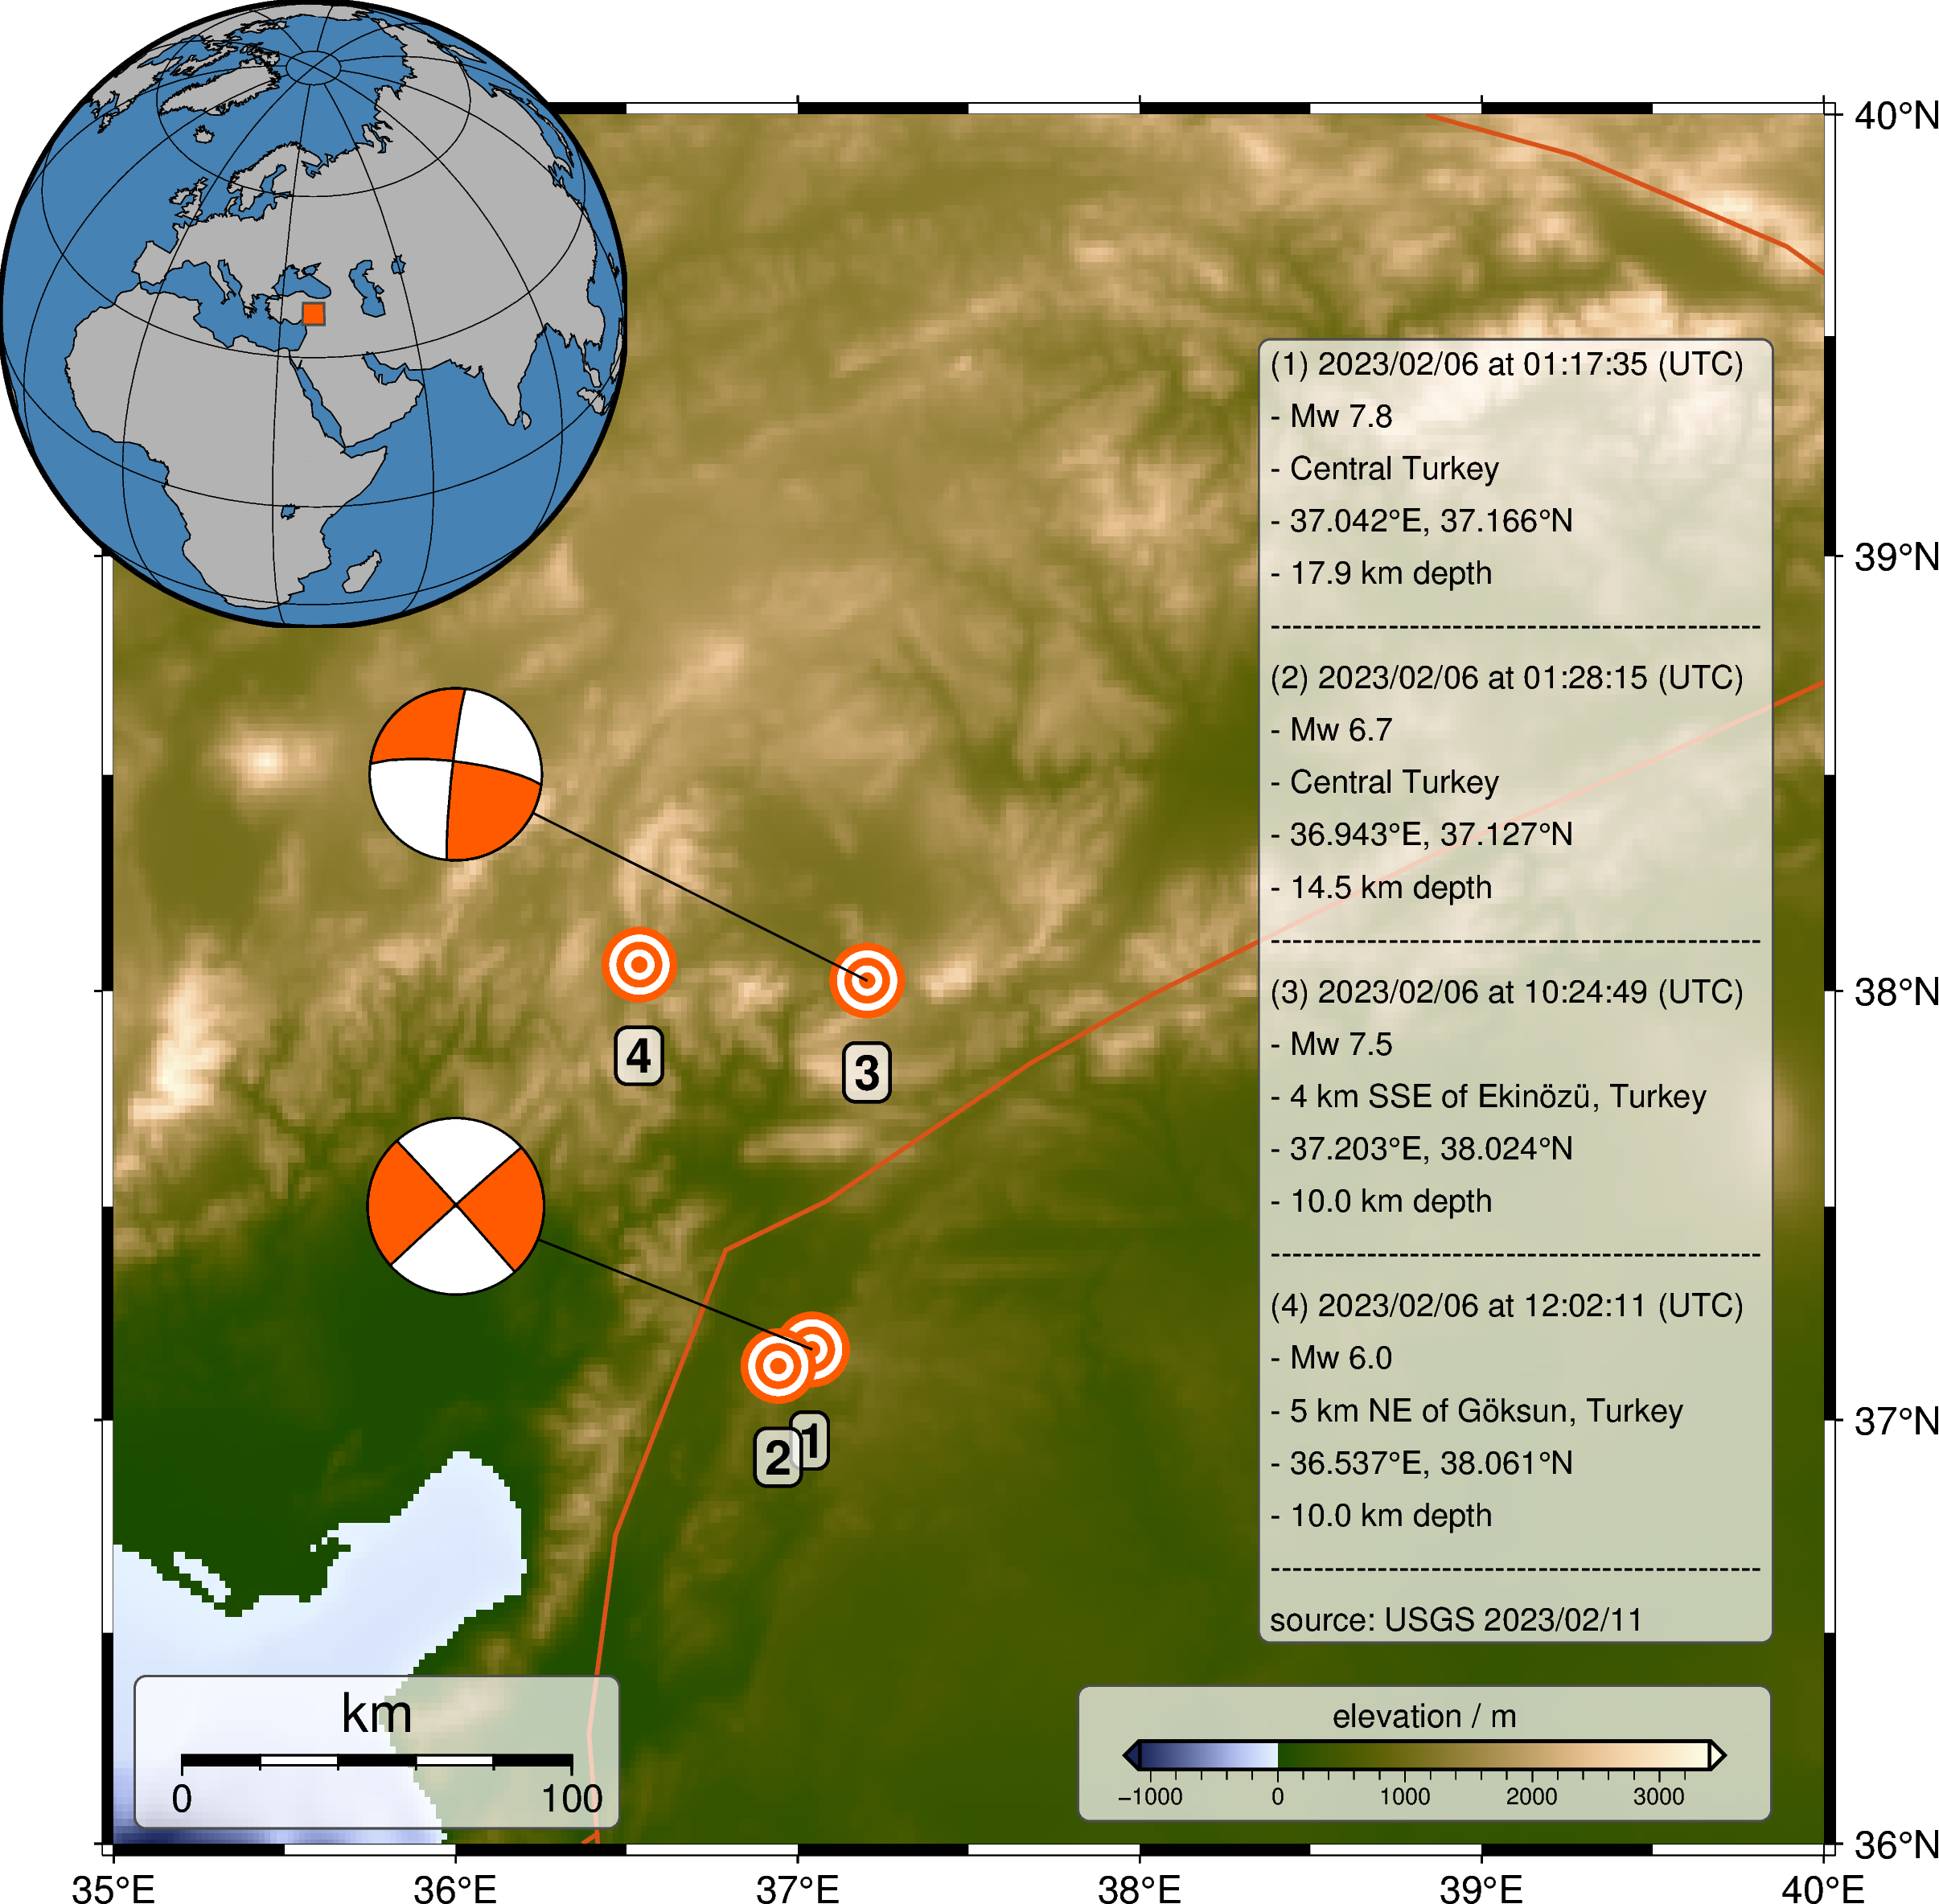 40°N
(1) 2023/02/06 at 01:17:35 (UTC)
- Mw 7.8
- Central Turkey
- 37.042°E, 37.166°N
- 17.9 km depth
39°N
--------------------------------------------------
(2) 2023/02/06 at 01:28:15 (UTC)
- Mw 6.7
- Central Turkey
- 36.943°E, 37.127°N
- 14.5 km depth
--------------------------------------------------
(3) 2023/02/06 at 10:24:49 (UTC)
38°N
- Mw 7.5
- 4 km SSE of Ekinözü, Turkey
- 37.203°E, 38.024°N
- 10.0 km depth
--------------------------------------------------
(4) 2023/02/06 at 12:02:11 (UTC)
- Mw 6.0
- 5 km NE of Göksun, Turkey
37°N
- 36.537°E, 38.061°N
- 10.0 km depth
--------------------------------------------------
source: USGS 2023/02/11
4
3
1
2
km
0 100
elevation / m
−1000 0 1000 2000 3000
36°N
35°E 36°E 37°E 38°E 39°E 40°E